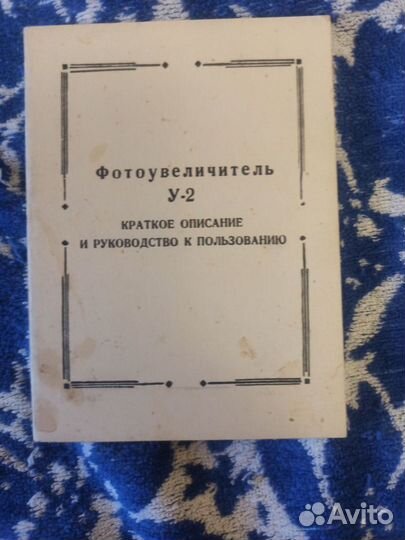 Фотоувеличитель
У-2
КРАТКОЕ ОПИСАНИЕ
И РУКОВОДСТВО К ПОЛЬЗОВАНИЮ
Avito